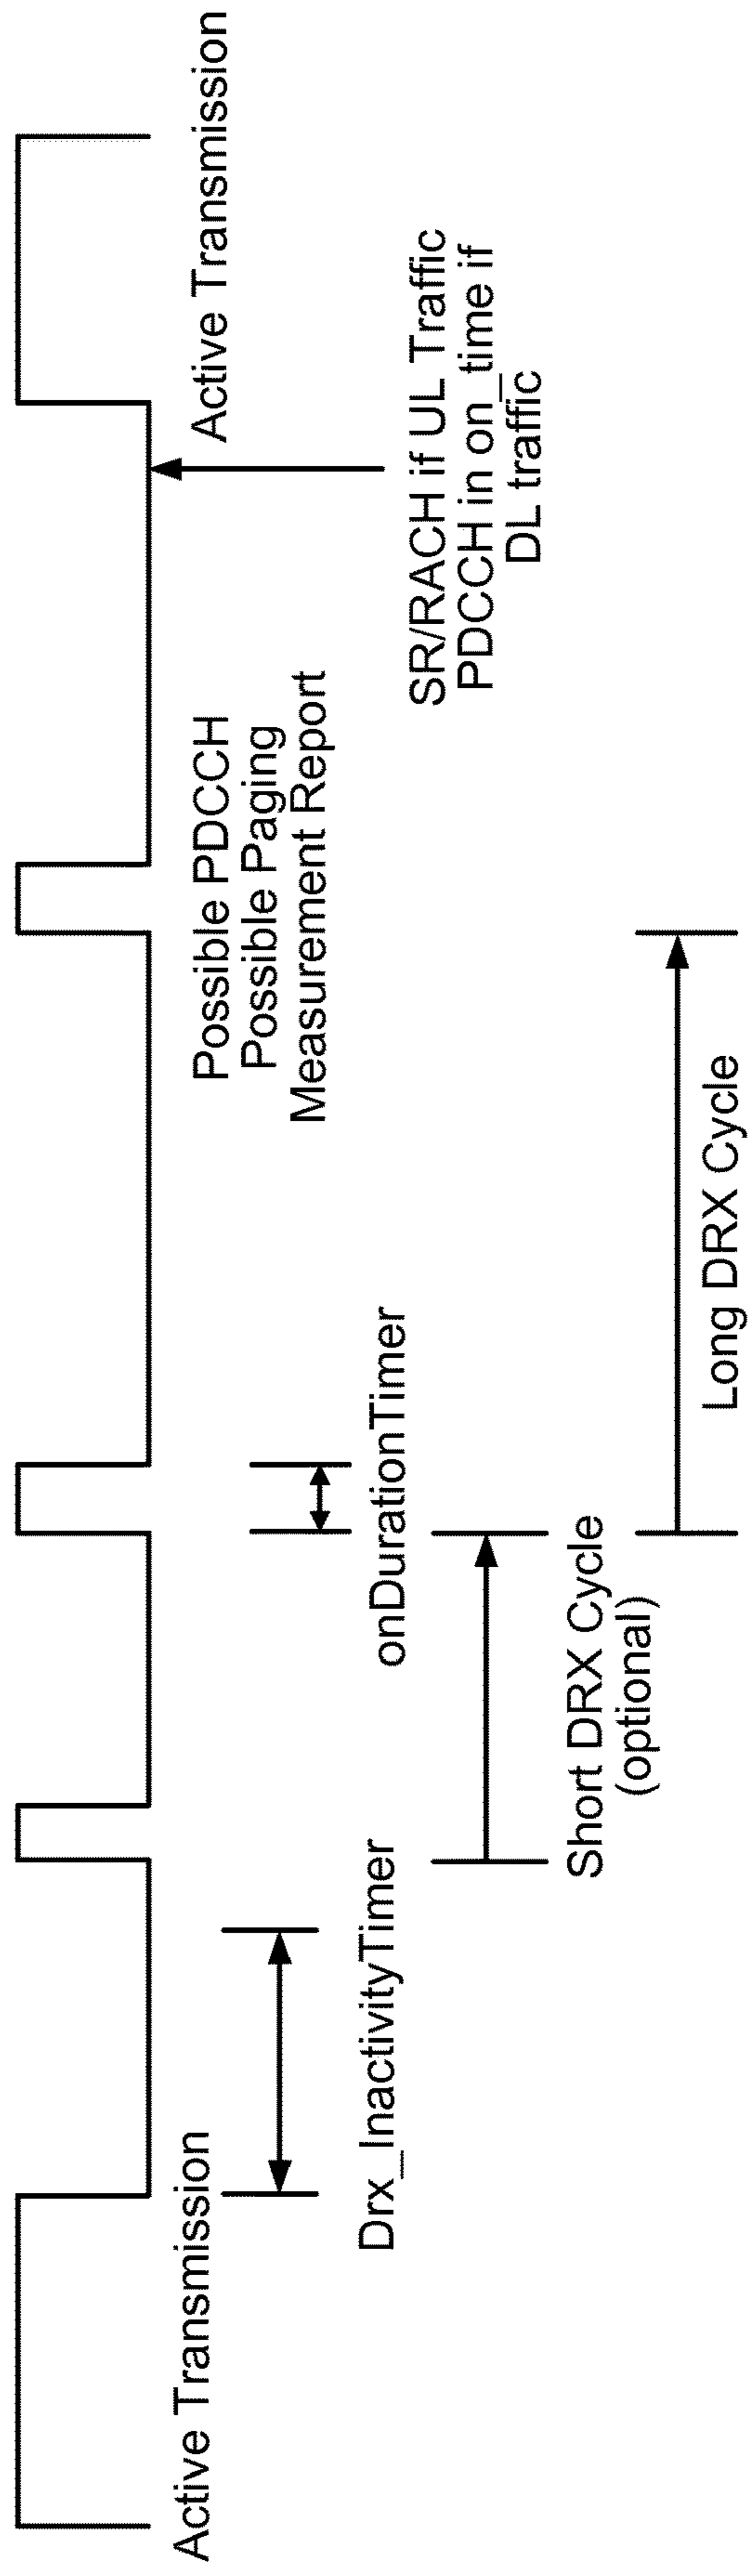 Active Transmission
Drx_InactivityTimer
Short DRX Cycle
(optional)
onDurationTimer
Long DRX Cycle
Possible PDCCH
Possible Paging
Measurement Report
SR/RACH if UL Traffic
PDCCH in on_time if
DL traffic
Active Transmission